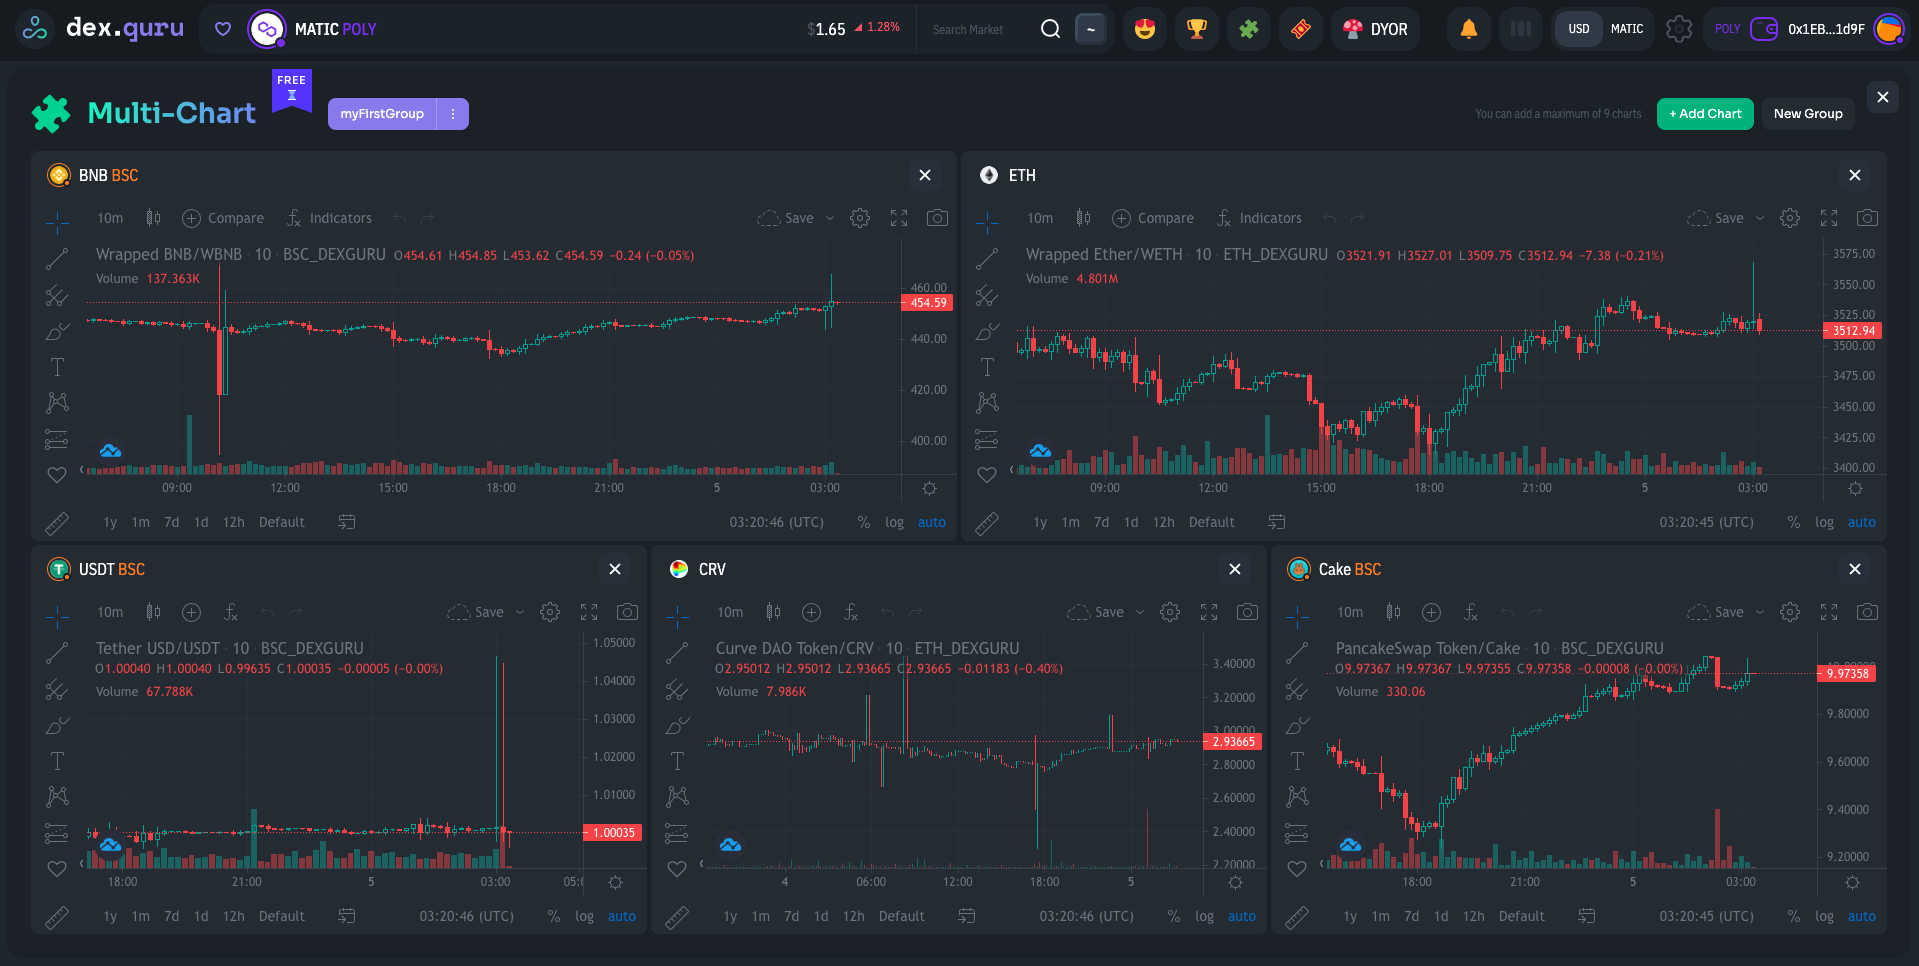 dex.guru
MATIC POLY
$1.65 1.28%
Search Market
~
DYOR
USD MATIC
POLY 0x1EB...1d9F
FREE
Multi-Chart
myFirstGroup
You can add a maximum of 9 charts
+ Add Chart
New Group
BNB BSC
10m Compare Indicators Save
Wrapped BNB/WBNB · 10 · BSC_DEXGURU O454.61 H454.85 L453.62 C454.59 −0.24 (−0.05%)
Volume 137.363K
460.00
454.59
440.00
420.00
400.00
09:00 12:00 15:00 18:00 21:00 5 03:00
1y 1m 7d 1d 12h Default 03:20:46 (UTC) % log auto
ETH
10m Compare Indicators Save
Wrapped Ether/WETH · 10 · ETH_DEXGURU O3521.91 H3527.01 L3509.75 C3512.94 −7.38 (−0.21%)
Volume 4.801M
3575.00
3550.00
3525.00
3512.94
3500.00
3475.00
3450.00
3425.00
3400.00
09:00 12:00 15:00 18:00 21:00 5 03:00
1y 1m 7d 1d 12h Default 03:20:45 (UTC) % log auto
USDT BSC
10m Save
Tether USD/USDT · 10 · BSC_DEXGURU
O1.00040 H1.00040 L0.99635 C1.00035 −0.00005 (−0.00%)
Volume 67.788K
1.05000
1.04000
1.03000
1.02000
1.01000
1.00035
18:00 21:00 5 03:00 05:0
1y 1m 7d 1d 12h Default 03:20:46 (UTC) % log auto
CRV
10m Save
Curve DAO Token/CRV · 10 · ETH_DEXGURU
O2.95012 H2.95012 L2.93665 C2.93665 −0.01183 (−0.40%)
Volume 7.986K
3.40000
3.20000
3.00000
2.93665
2.80000
2.60000
2.40000
2.20000
4 06:00 12:00 18:00 5
1y 1m 7d 1d 12h Default 03:20:46 (UTC) % log auto
Cake BSC
10m Save
PancakeSwap Token/Cake · 10 · BSC_DEXGURU
O9.97367 H9.97367 L9.97355 C9.97358 −0.00008 (−0.00%)
Volume 330.06
9.97358
9.80000
9.60000
9.40000
9.20000
18:00 21:00 5 03:00
1y 1m 7d 1d 12h Default 03:20:45 (UTC) % log auto